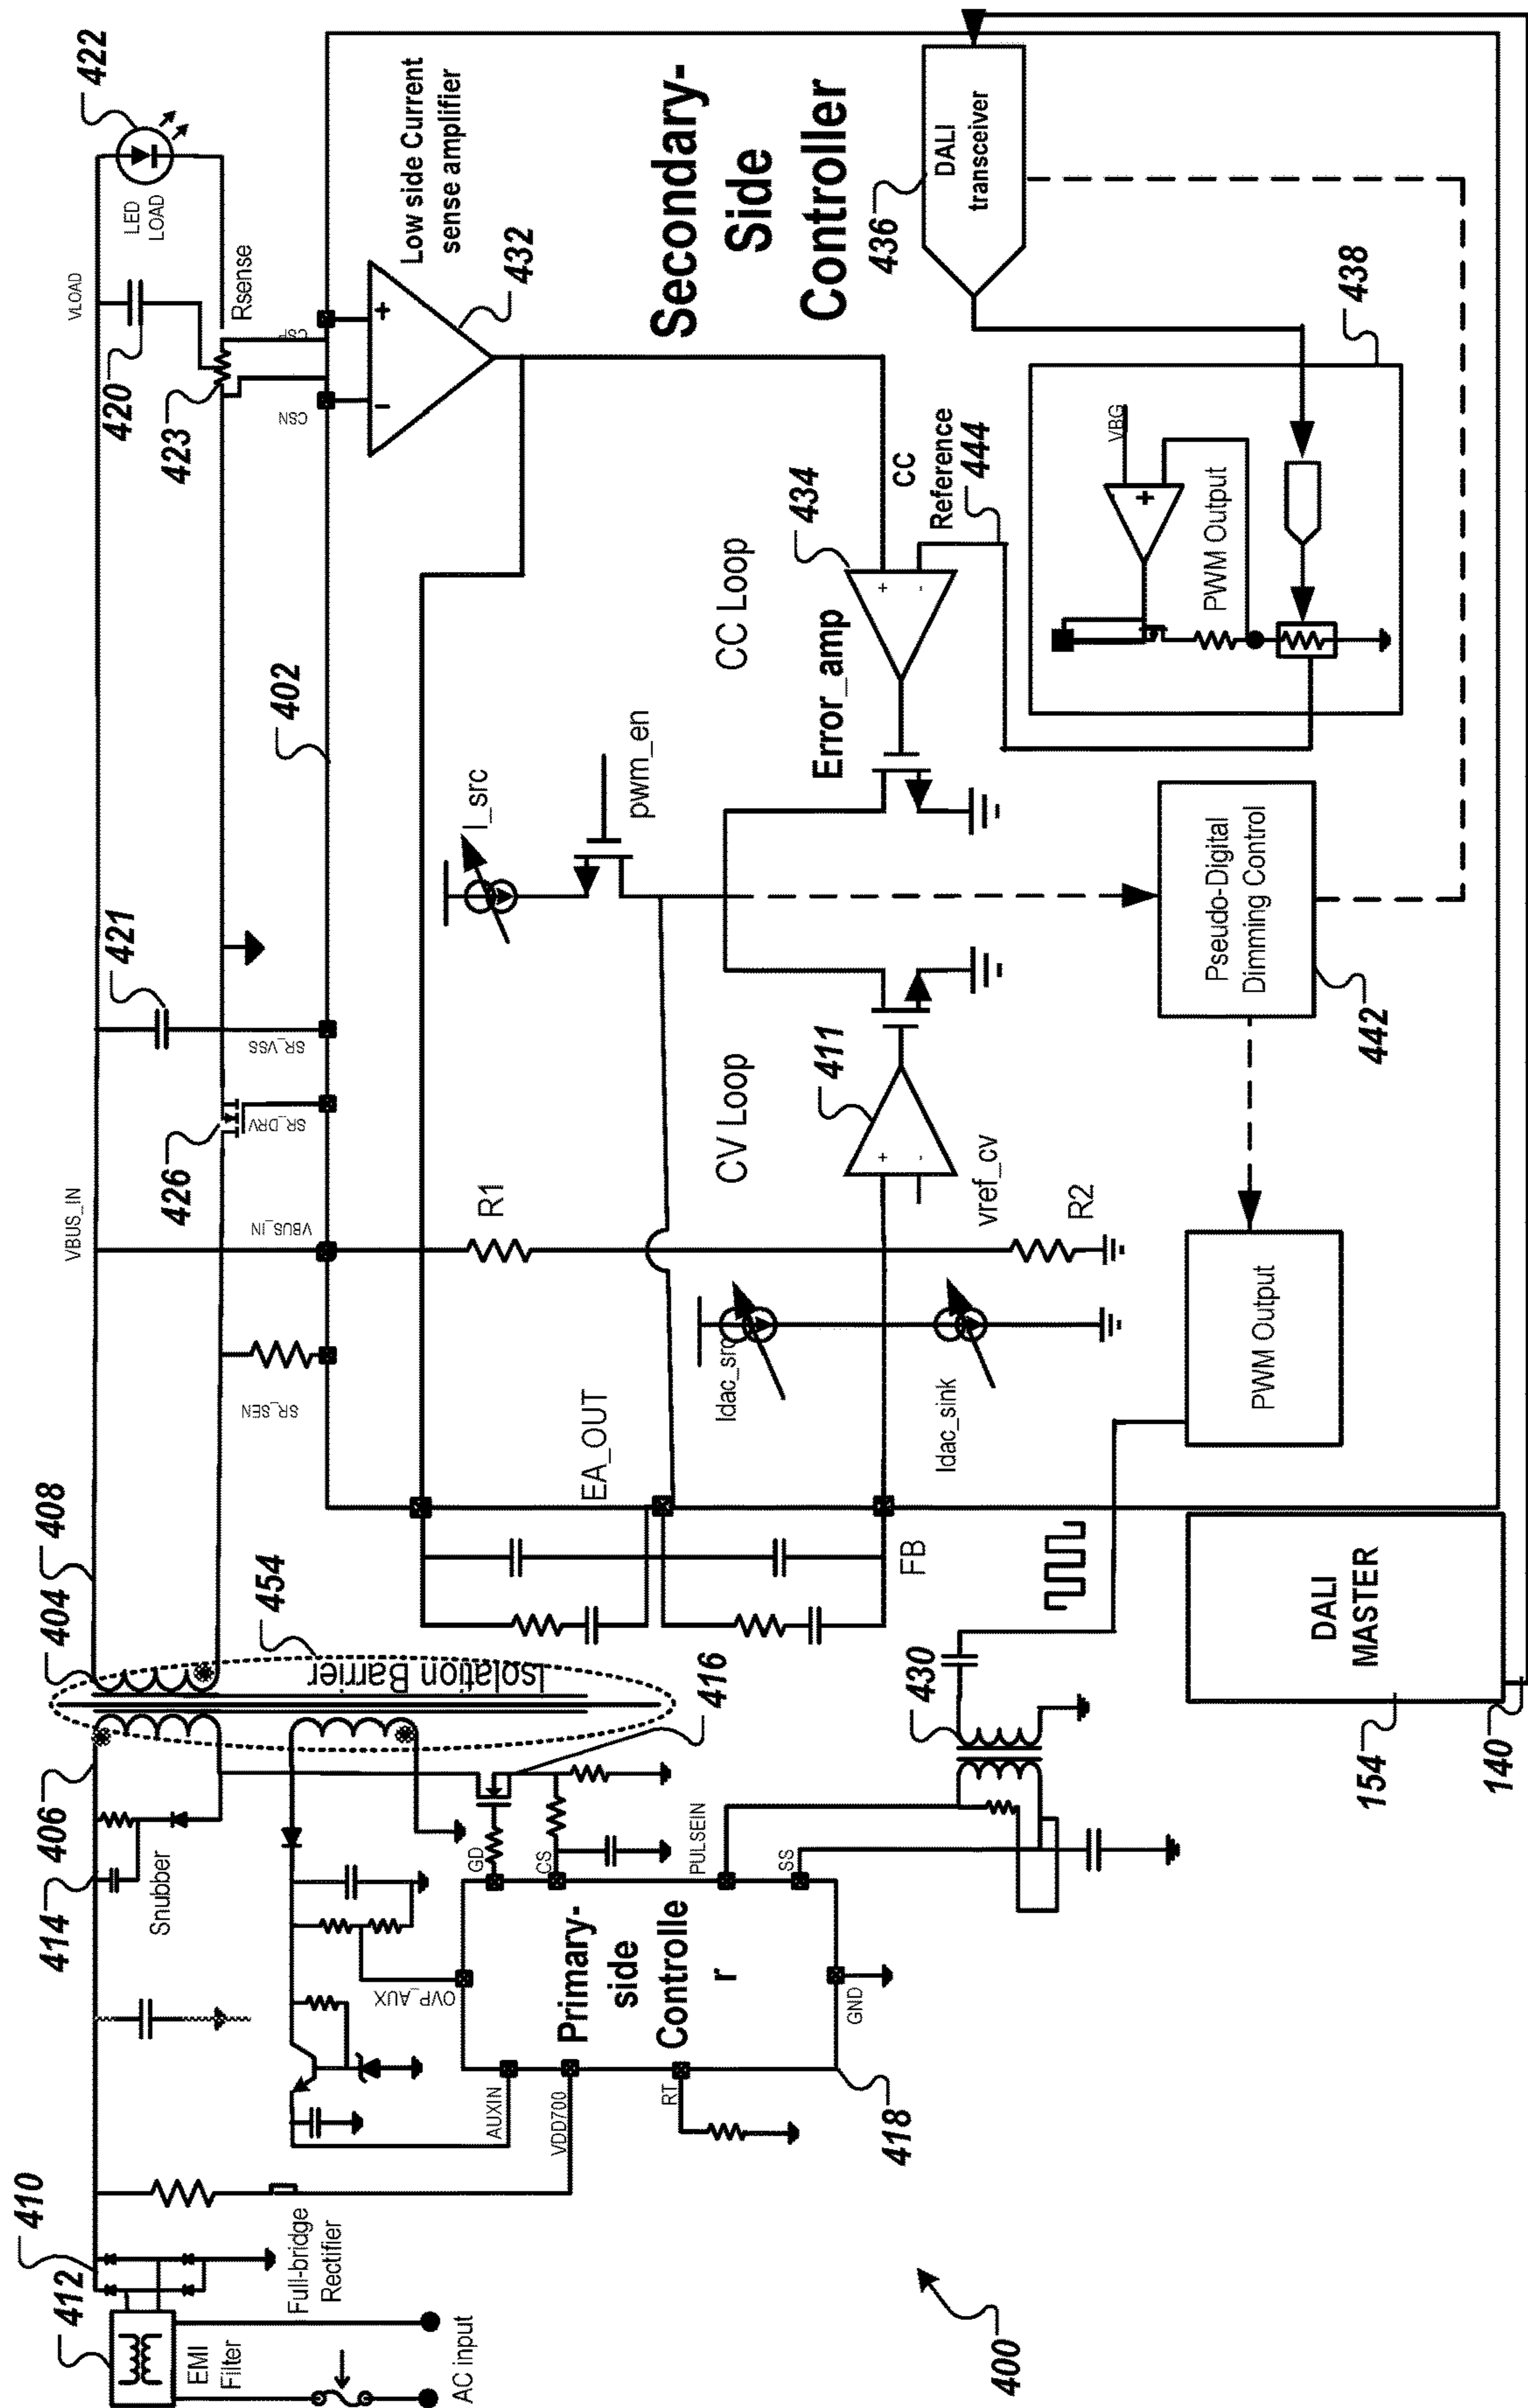 412
410
EMI
Filter
AC input
Full-bridge
Rectifier
414
406
Snubber
404
408
454
Isolation Barrier
416
VBUS_IN
421
426
402
VLOAD
420
423
Rsense
LED
LOAD
422
SR_SEN
VBUS_IN
SR_DRV
SR_VSS
CSN
CSP
Low side Current
sense amplifier
432
AUXIN
VDD700
RT
OVP_AUX
GD
CS
PULSEIN
SS
GND
Primary-
side
Controlle
r
418
430
EA_OUT
FB
R1
R2
Idac_src
Idac_sink
CV Loop
411
+
-
vref_cv
I_src
pwm_en
CC Loop
Error_amp
434
+
-
CC
Reference
444
Secondary-
Side
Controller
+
-
436
DALI
transceiver
438
VBG
+
-
PWM Output
PWM Output
Pseudo-Digital
Dimming Control
442
DALI
MASTER
154
140
400